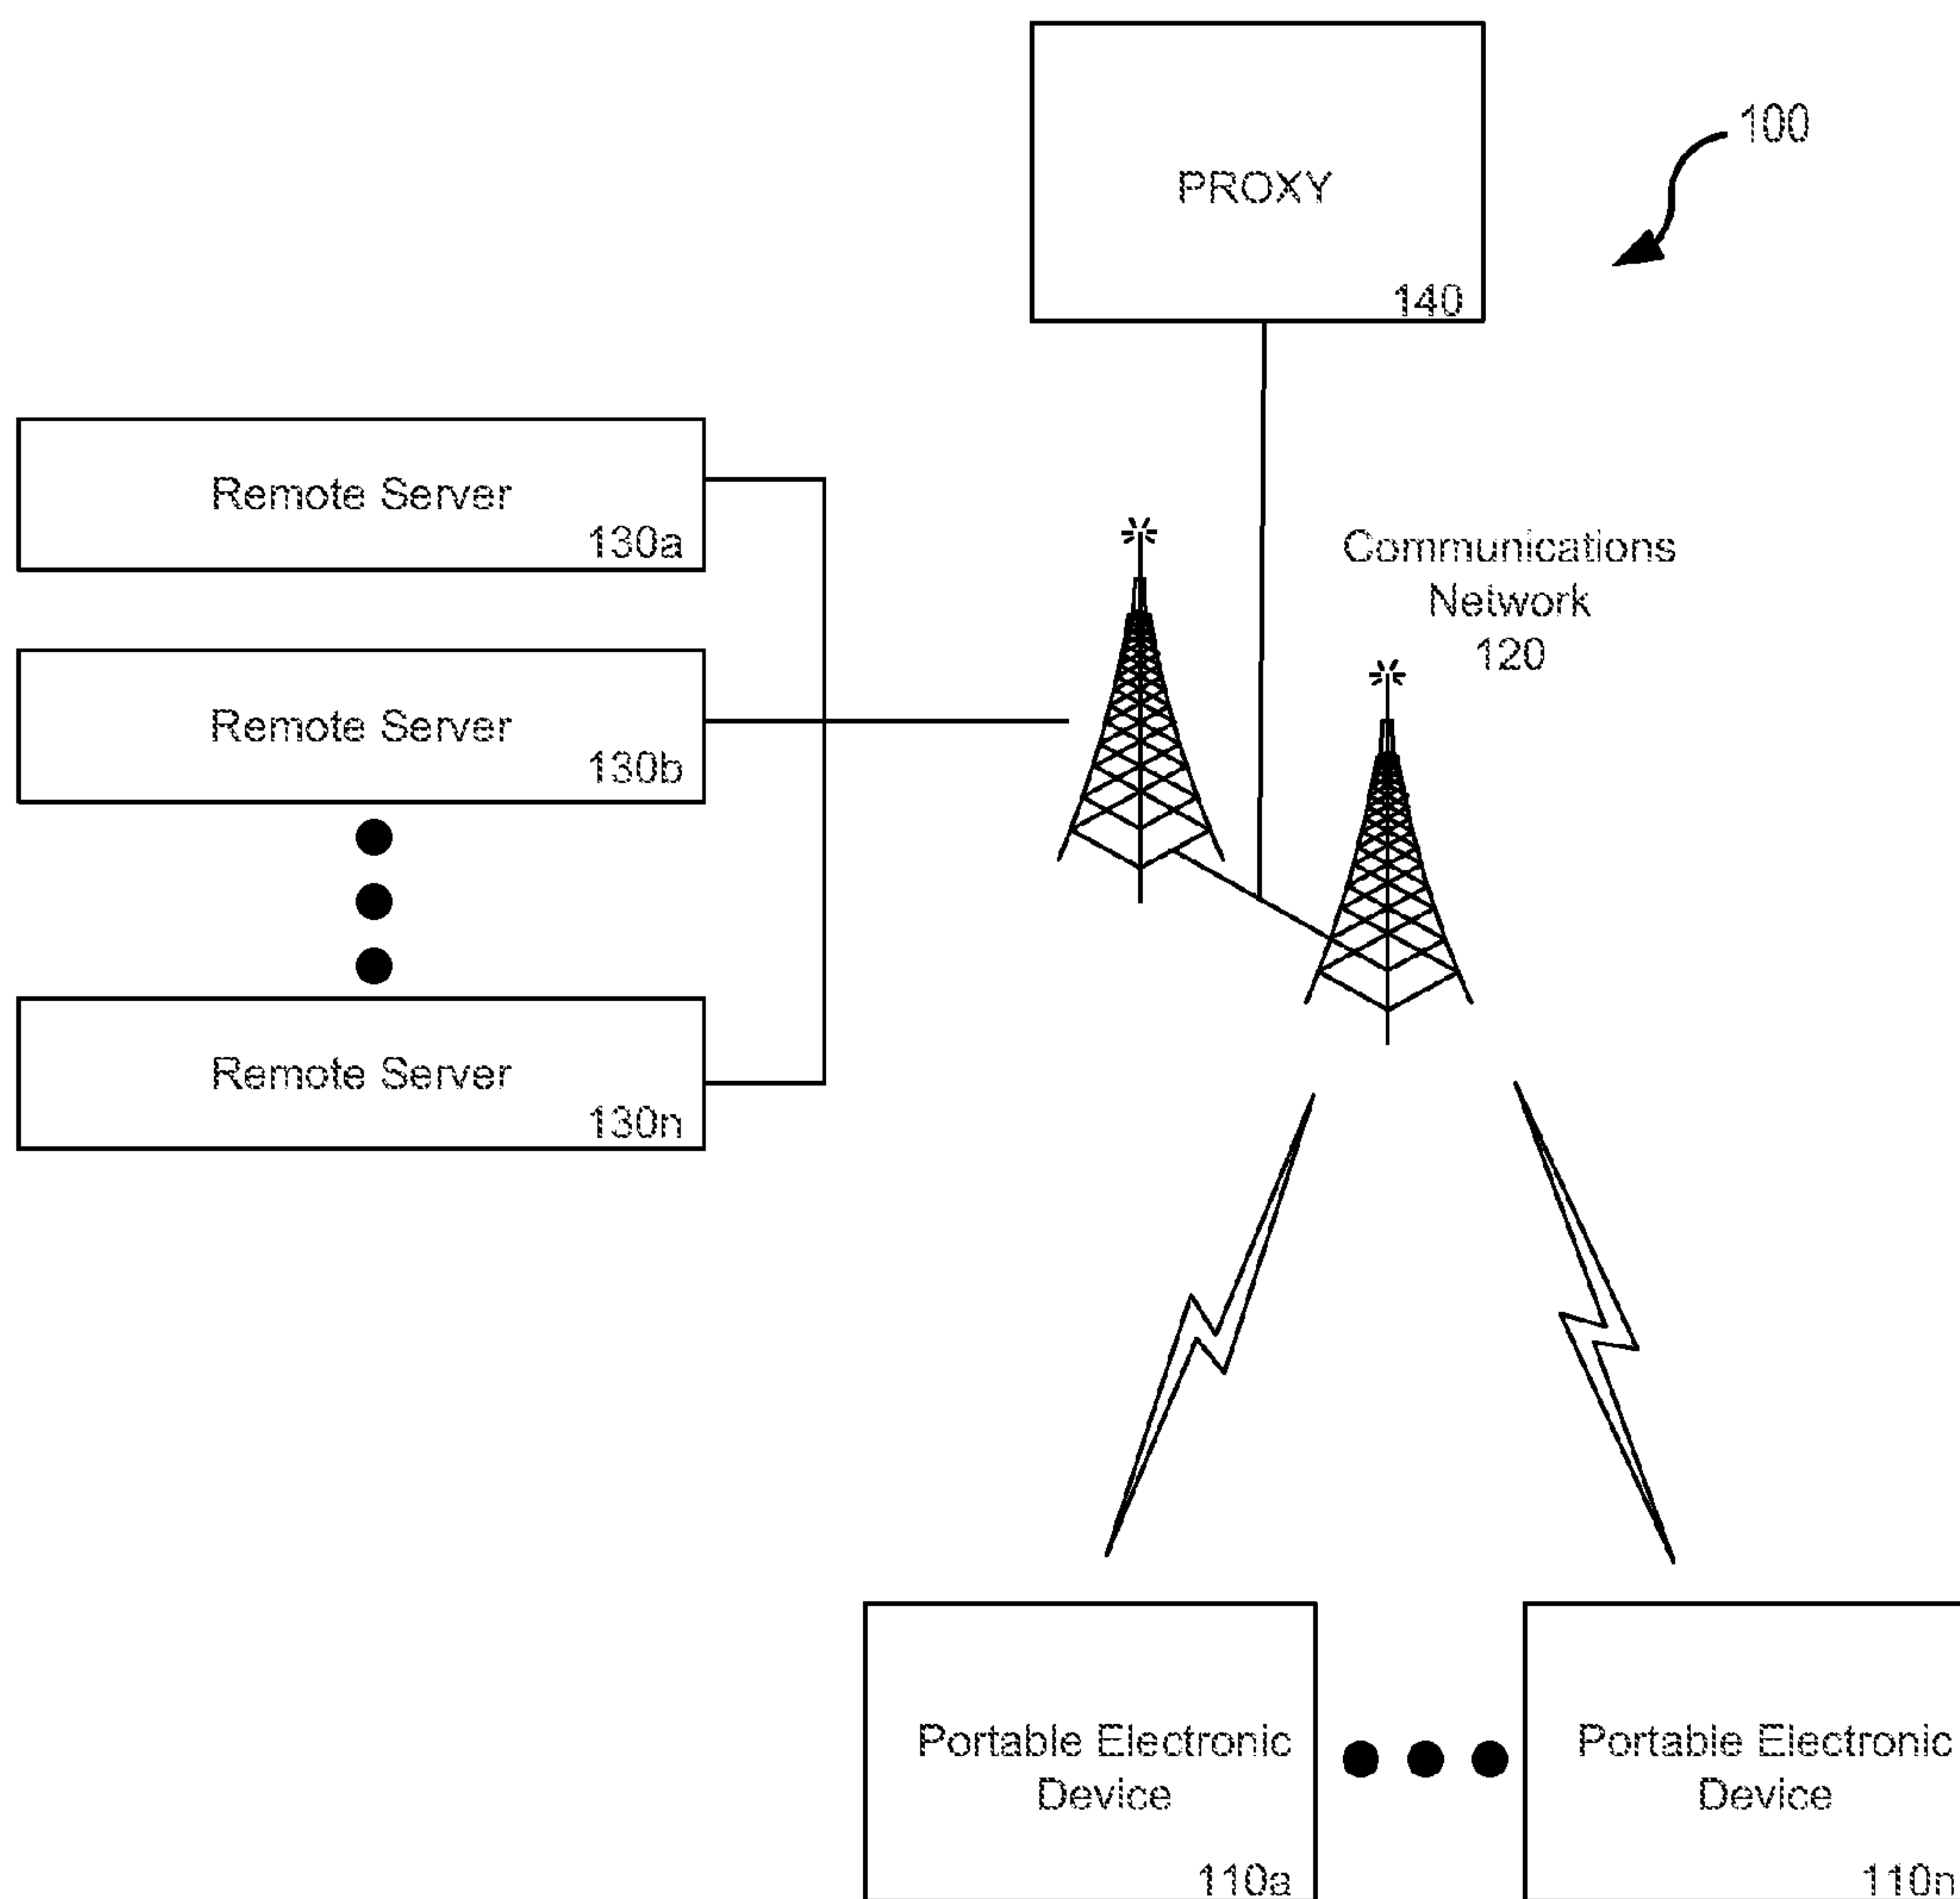 PROXY
140
100
Remote Server
130a
Communications
Network
120
Remote Server
130b
Remote Server
130n
Portable Electronic
Device
110a
Portable Electronic
Device
110n